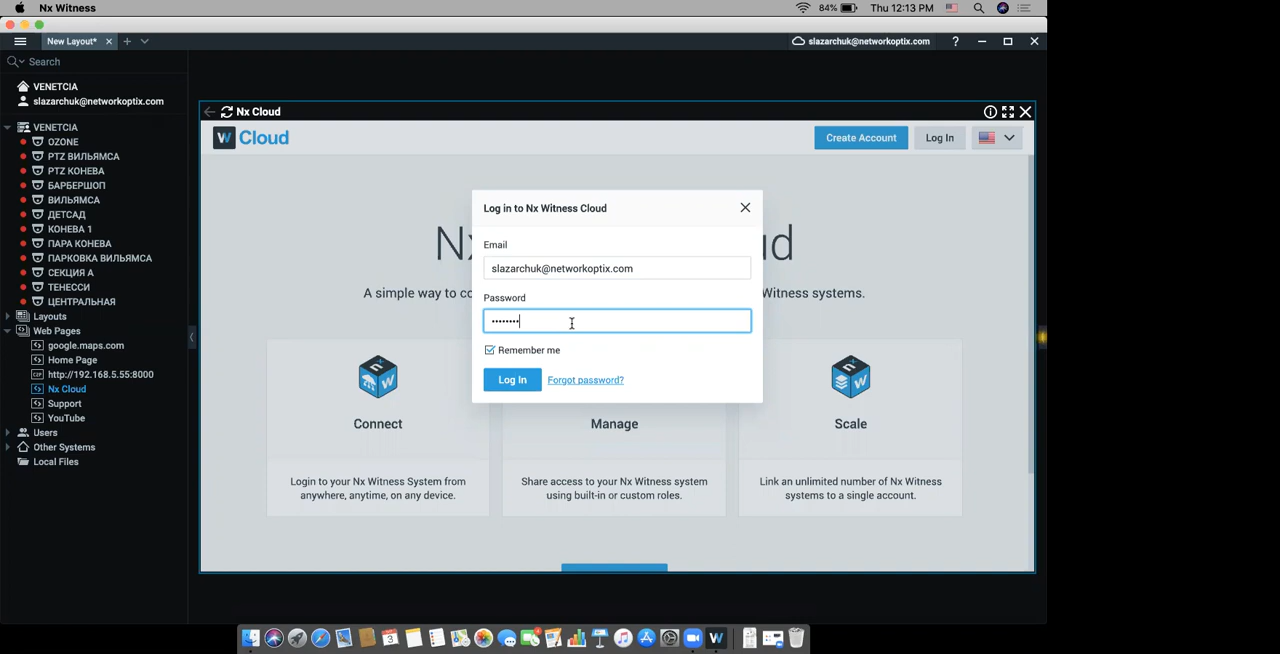 Nx Witness
84%
Thu 12:13 PM
New Layout*
slazarchuk@networkoptix.com
?
Search
VENETCIA
slazarchuk@networkoptix.com
VENETCIA
OZONE
PTZ ВИЛЬЯМСА
PTZ КОНЕВА
БАРБЕРШОП
ВИЛЬЯМСА
ДЕТСАД
КОНЕВА 1
ПАРА КОНЕВА
ПАРКОВКА ВИЛЬЯМСА
СЕКЦИЯ А
ТЕНЕССИ
ЦЕНТРАЛЬНАЯ
Layouts
Web Pages
google.maps.com
Home Page
http://192.168.5.55:8000
Nx Cloud
Support
YouTube
Users
Other Systems
Local Files
Nx Cloud
W Cloud
Create Account
Log In
Log in to Nx Witness Cloud
Email
slazarchuk@networkoptix.com
Password
••••••••
Remember me
Log In
Forgot password?
A simple way to co
Witness systems.
Connect
Login to your Nx Witness System from
anywhere, anytime, on any device.
Manage
Share access to your Nx Witness system
using built-in or custom roles.
Scale
Link an unlimited number of Nx Witness
systems to a single account.